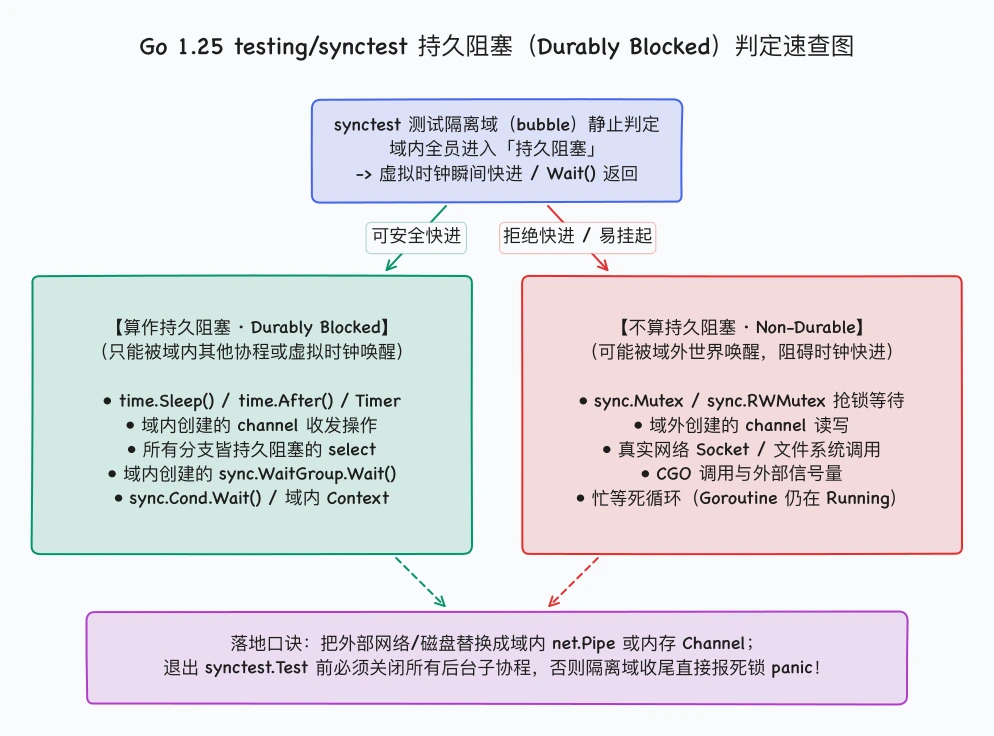 Go 1.25 testing/synctest 持久阻塞（Durably Blocked）判定速查图
synctest 测试隔离域（bubble）静止判定
域内全员进入「持久阻塞」
-> 虚拟时钟瞬间快进 / Wait() 返回
可安全快进
拒绝快进 / 易挂起
【算作持久阻塞 · Durably Blocked】
（只能被域内其他协程或虚拟时钟唤醒）
• time.Sleep() / time.After() / Timer
• 域内创建的 channel 收发操作
• 所有分支皆持久阻塞的 select
• 域内创建的 sync.WaitGroup.Wait()
• sync.Cond.Wait() / 域内 Context
【不算持久阻塞 · Non-Durable】
（可能被域外世界唤醒，阻碍时钟快进）
• sync.Mutex / sync.RWMutex 抢锁等待
• 域外创建的 channel 读写
• 真实网络 Socket / 文件系统调用
• CGO 调用与外部信号量
• 忙等死循环（Goroutine 仍在 Running）
落地口诀：把外部网络/磁盘替换成域内 net.Pipe 或内存 Channel；
退出 synctest.Test 前必须关闭所有后台子协程，否则隔离域收尾直接报死锁 panic！